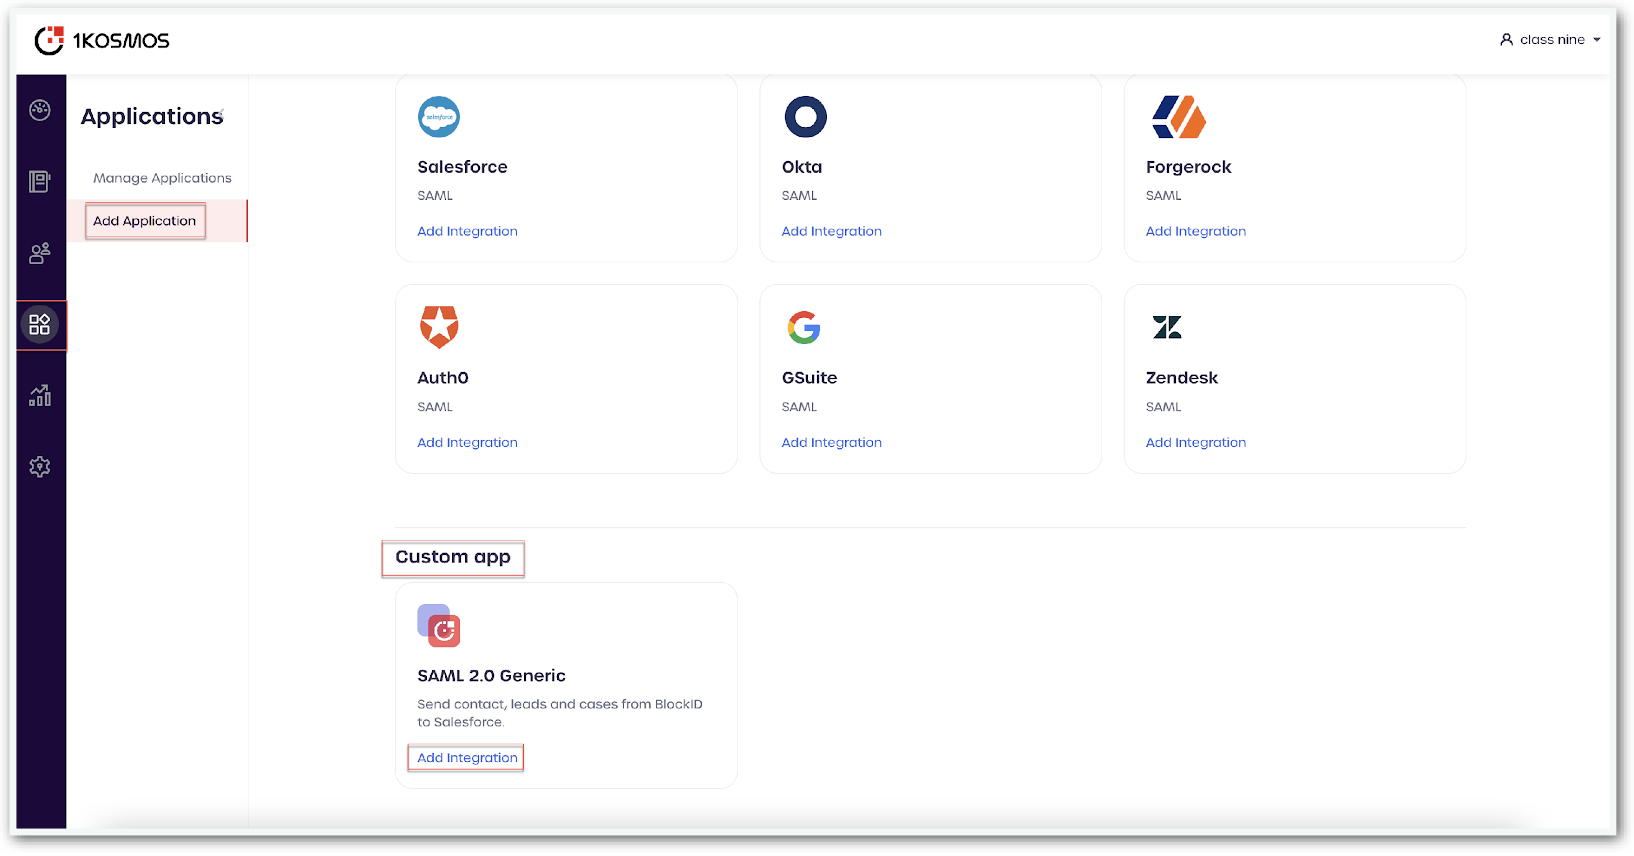 1KOSMOS
class nine
Applications
Manage Applications
Add Application
salesforce
Salesforce
SAML
Add Integration
Okta
SAML
Add Integration
Forgerock
SAML
Add Integration
Auth0
SAML
Add Integration
GSuite
SAML
Add Integration
Zendesk
SAML
Add Integration
Custom app
SAML 2.0 Generic
Send contact, leads and cases from BlockID
to Salesforce.
Add Integration